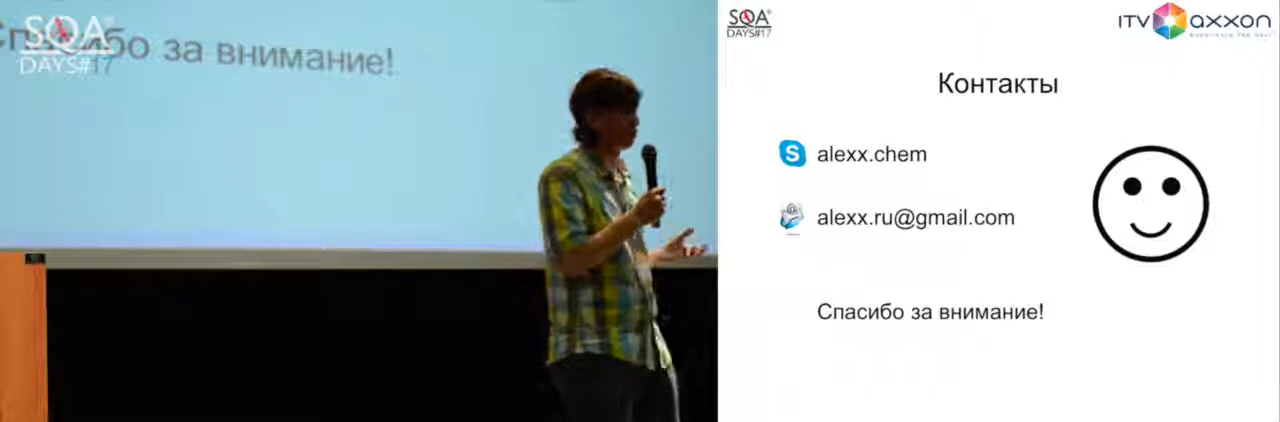 SQA
DAYS#17
Спасибо за внимание!
SQA
DAYS#17
ITV axxon
Контакты
alexx.chem
alexx.ru@gmail.com
Спасибо за внимание!